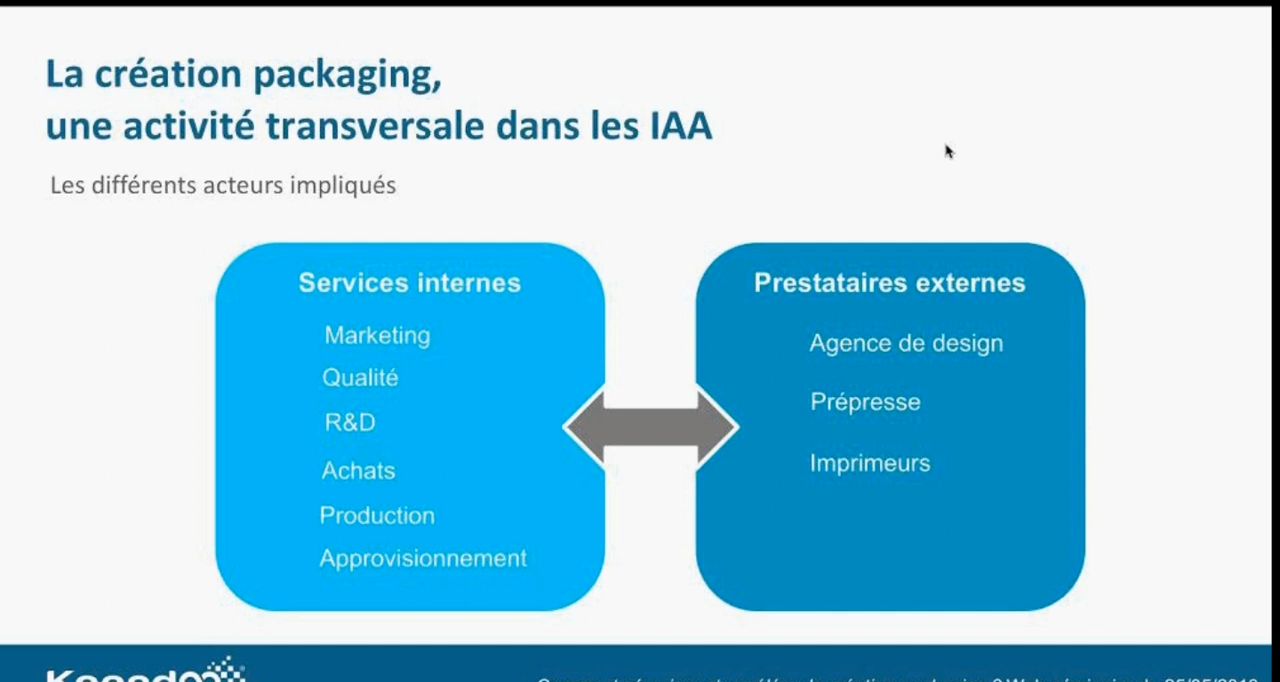 La création packaging,
une activité transversale dans les IAA
Les différents acteurs impliqués
Services internes
Marketing
Qualité
R&D
Achats
Production
Approvisionnement
Prestataires externes
Agence de design
Prépresse
Imprimeurs